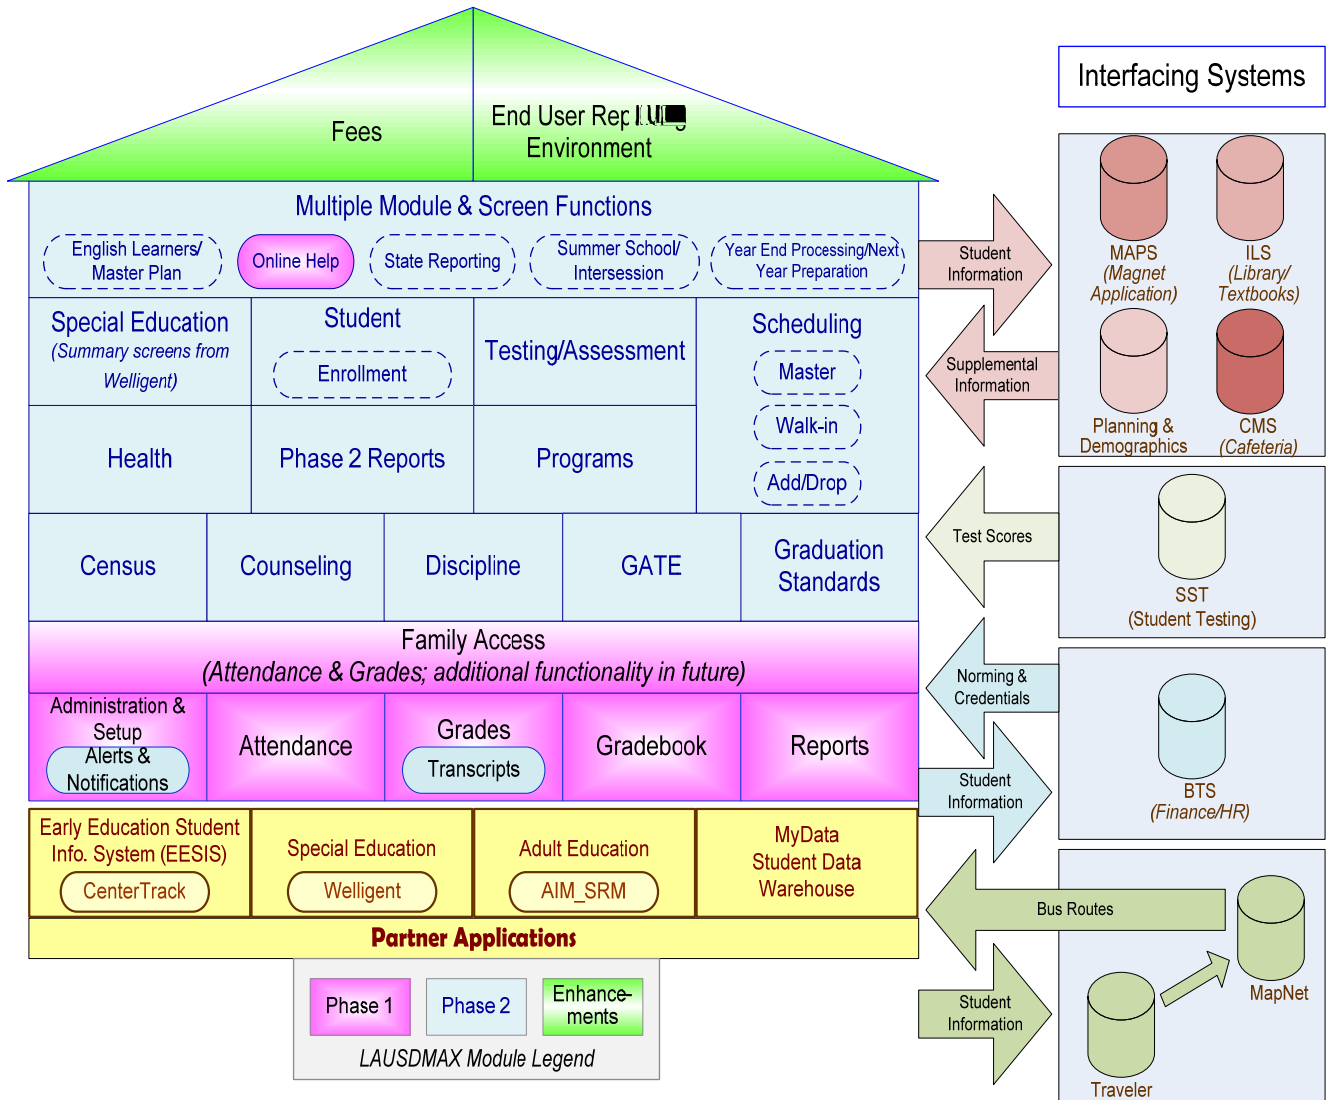 Interfacing Systems
Fees
End User
Environment
Multiple Module & Screen Functions
English Learners/
Master Plan
Online Help
State Reporting
Summer School/
Intersession
Year End Processing/Next
Year Preparation
Special Education
(Summary screens from
Welligent)
Student
Enrollment
Testing/Assessment
Scheduling
Master
Walk-in
Add/Drop
Health
Phase 2 Reports
Programs
Census
Counseling
Discipline
GATE
Graduation
Standards
Family Access
(Attendance & Grades; additional functionality in future)
Administration &
Setup
Alerts &
Notifications
Attendance
Grades
Transcripts
Gradebook
Reports
Early Education Student
Info. System (EESIS)
CenterTrack
Special Education
Welligent
Adult Education
AIM_SRM
MyData
Student Data
Warehouse
Partner Applications
Phase 1
Phase 2
Enhance-
ments
LAUSDMAX Module Legend
Student
Information
Supplemental
Information
Test Scores
Norming &
Credentials
Student
Information
Bus Routes
Student
Information
MAPS
(Magnet
Application)
ILS
(Library/
Textbooks)
Planning &
Demographics
CMS
(Cafeteria)
SST
(Student Testing)
BTS
(Finance/HR)
MapNet
Traveler